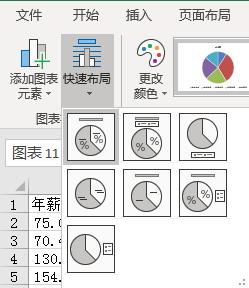 文件
开始
插入
页面布局
添加图表
元素
快速布局
更改
颜色
图表
图表 11
1 年薪
2 75.
3 70.4
4 130.
5 154.